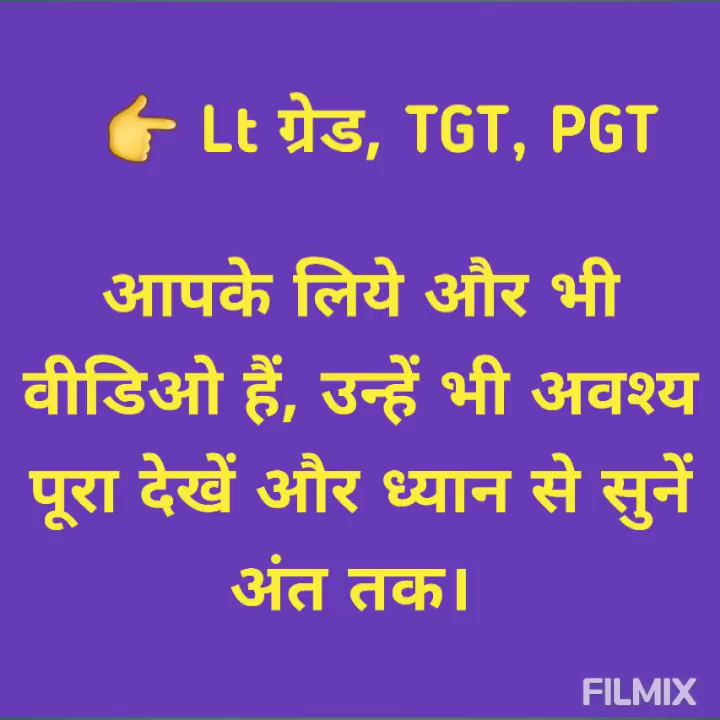 👉 Lt ग्रेड, TGT, PGT
आपके लिये और भी
वीडिओ हैं, उन्हें भी अवश्य
पूरा देखें और ध्यान से सुनें
अंत तक।
FILMIX